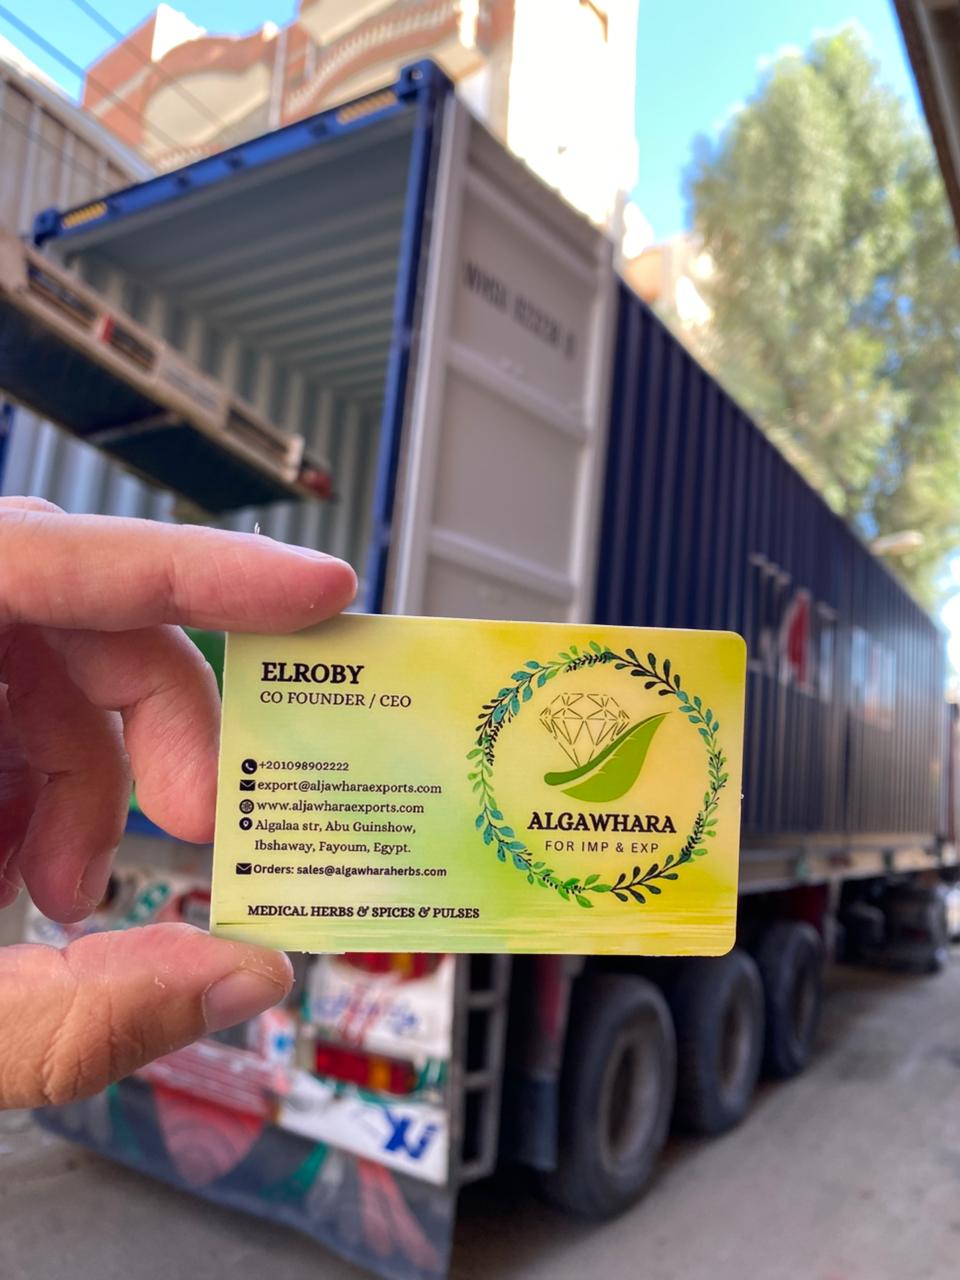 ELROBY
CO FOUNDER / CEO
+201098902222
export@aljawharaexports.com
www.aljawharaexports.com
Algalaa str, Abu Guinshow,
Ibshaway, Fayoum, Egypt.
Orders: sales@algawharaherbs.com
MEDICAL HERBS & SPICES & PULSES
ALGAWHARA
FOR IMP & EXP